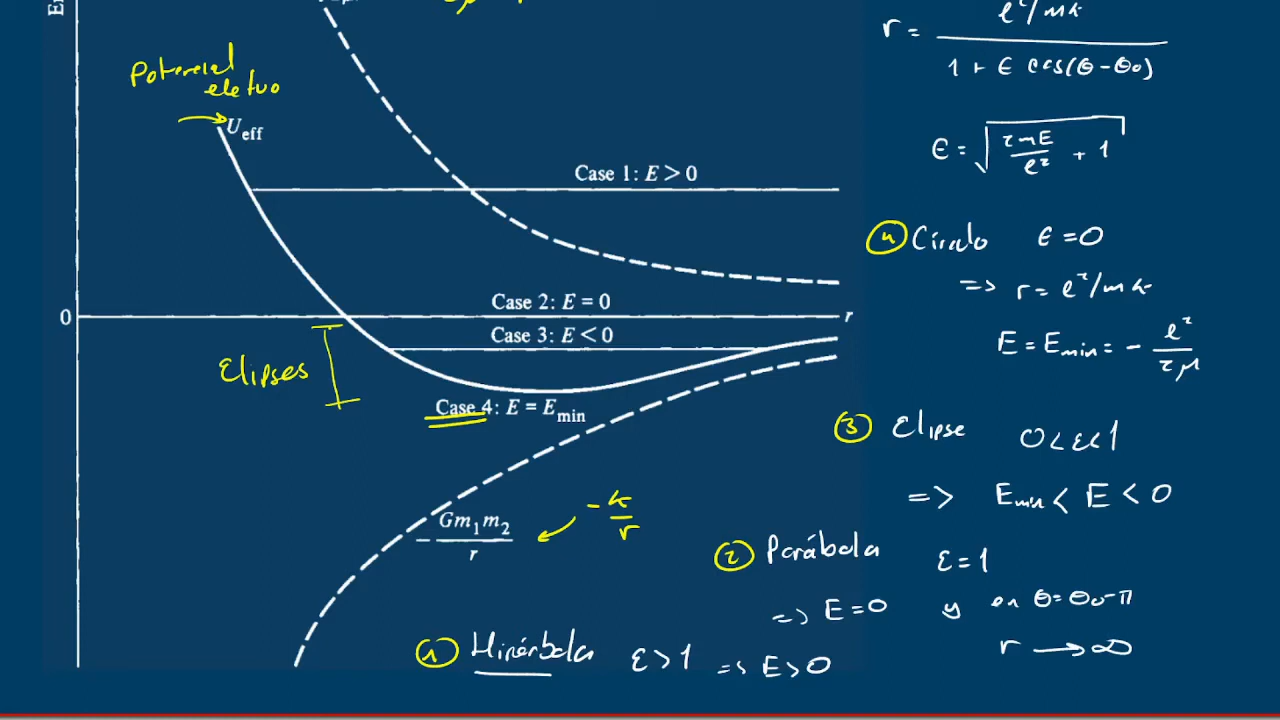 Potencial
efetuo
U_eff
Case 1: E > 0
Case 2: E = 0
0
r
Case 3: E < 0
Elipses
Case 4: E = E_min
- Gm₁m₂ / r
- k / r
r = ℓ²/mk / 1 + ε cos(θ - θ₀)
ε = √(2mE / ℓ² + 1)
④ Círculo ε = 0
=> r = ℓ²/mk
E = E_min = - ℓ² / 2μ
③ Elipse 0 < ε < 1
=> E_min < E < 0
② Parábola ε = 1
=> E = 0 y en θ = θ₀ - π
r → ∞
① Hipérbola ε > 1 => E > 0